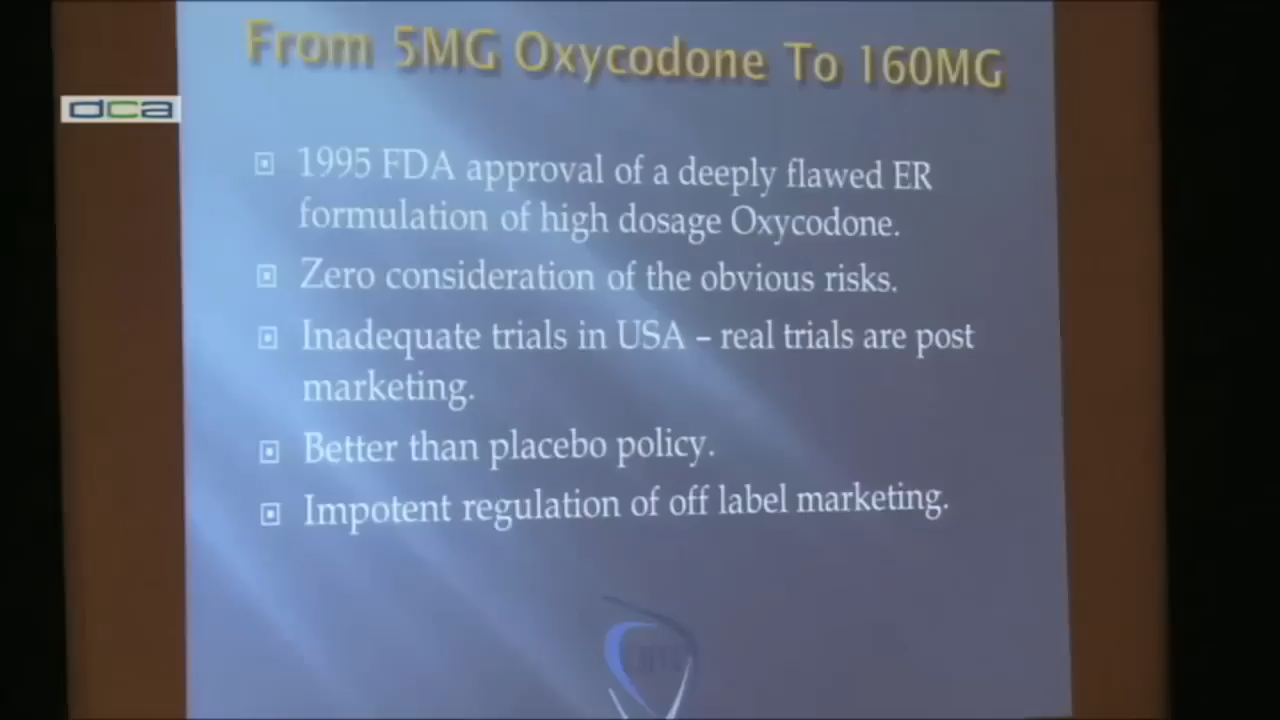 From 5MG Oxycodone To 160MG
dca
1995 FDA approval of a deeply flawed ER
formulation of high dosage Oxycodone.
Zero consideration of the obvious risks.
Inadequate trials in USA – real trials are post
marketing.
Better than placebo policy.
Impotent regulation of off label marketing.